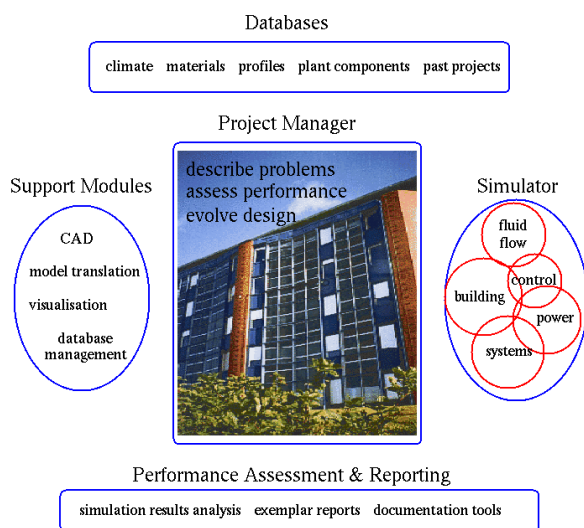 Databases
climate materials profiles plant components past projects
Project Manager
describe problems
assess performance
evolve design
Support Modules
CAD
model translation
visualisation
database
management
Simulator
fluid
flow
control
building
power
systems
Performance Assessment & Reporting
simulation results analysis exemplar reports documentation tools